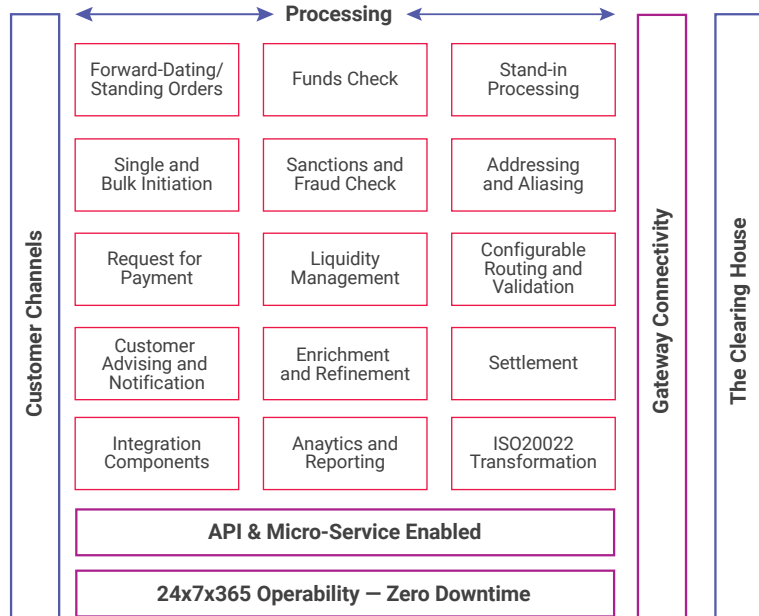 Processing
Customer Channels
Forward-Dating/
Standing Orders
Funds Check
Stand-in
Processing
Single and
Bulk Initiation
Sanctions and
Fraud Check
Addressing
and Aliasing
Request for
Payment
Liquidity
Management
Configurable
Routing and
Validation
Customer
Advising and
Notification
Enrichment
and Refinement
Settlement
Integration
Components
Anaytics and
Reporting
ISO20022
Transformation
API & Micro-Service Enabled
24x7x365 Operability — Zero Downtime
Gateway Connectivity
The Clearing House